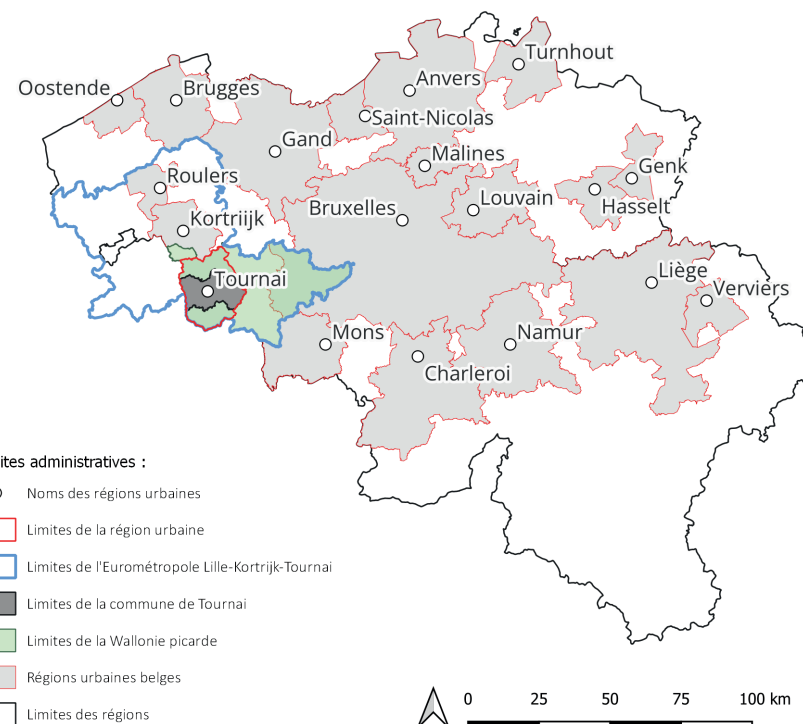 Turnhout
Oostende
Brugges
Anvers
Saint-Nicolas
Gand
Malines
Genk
Roulers
Louvain
Hasselt
Bruxelles
Kortriijk
Liège
Tournai
Verviers
Mons
Namur
Charleroi
ites administratives :
Noms des régions urbaines
Limites de la région urbaine
Limites de l'Eurométropole Lille-Kortrijk-Tournai
Limites de la commune de Tournai
Limites de la Wallonie picarde
Régions urbaines belges
Limites des régions
0 25 50 75 100 km